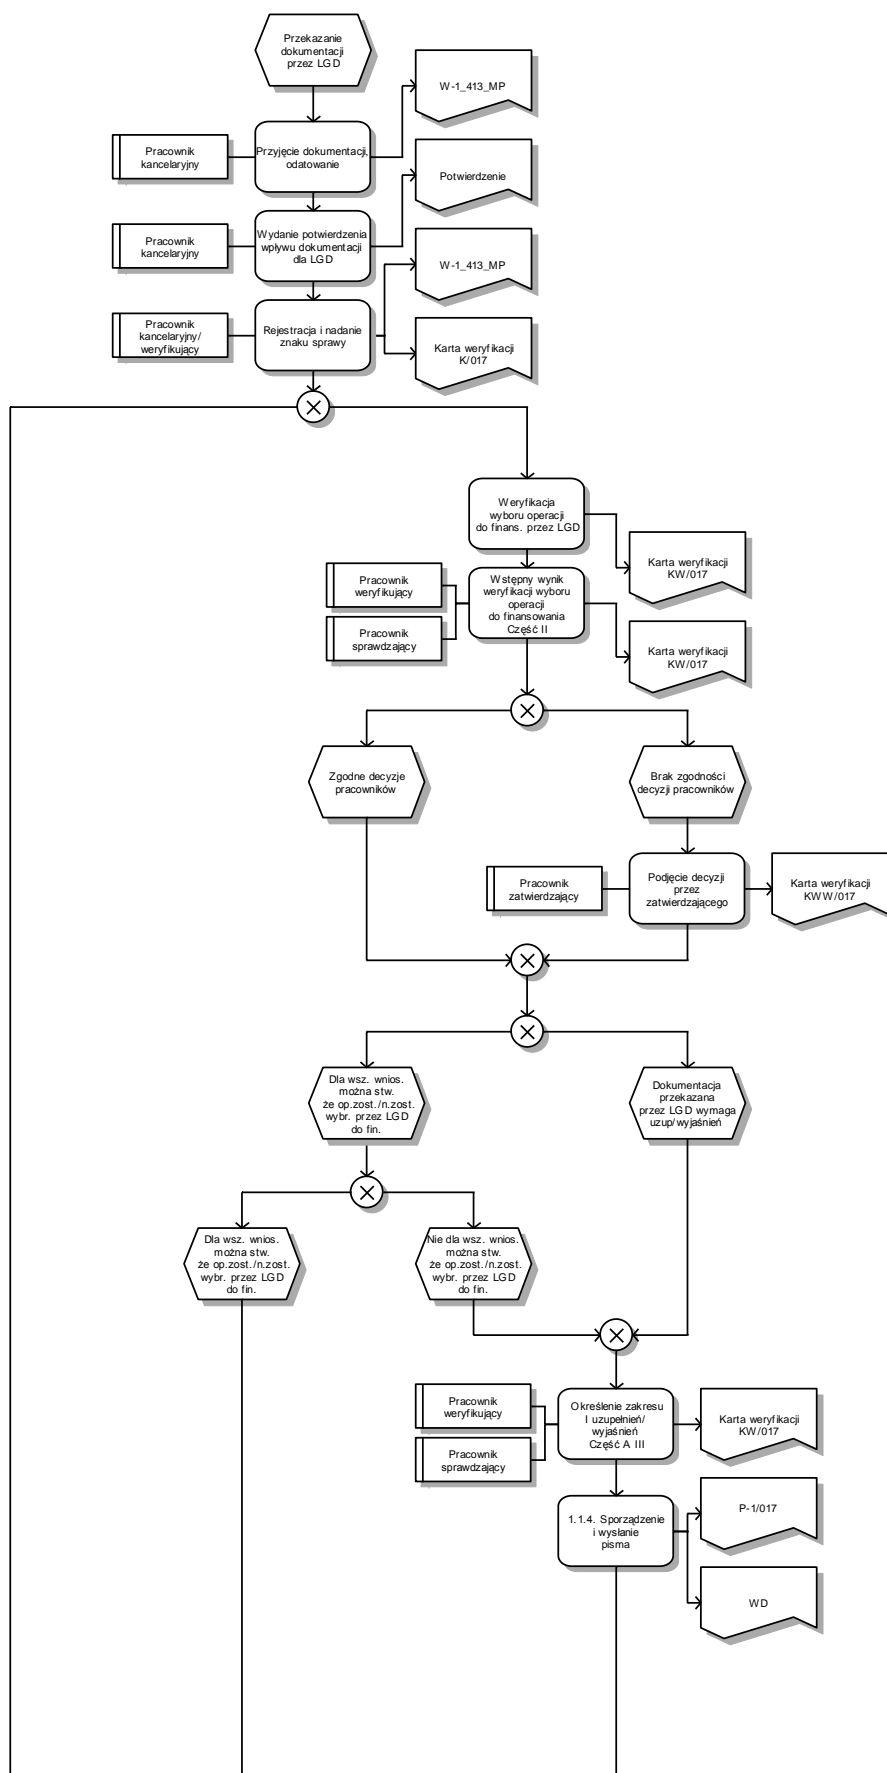 Przekazanie
dokumentacji
przez LGD
W-1_413_MP
Pracownik
kancelaryjny
Przyjęcie dokumentacji,
odatowanie
Potwierdzenie
Pracownik
kancelaryjny
Wydanie potwierdzenia
wpływu dokumentacji
dla LGD
W-1_413_MP
Pracownik
kancelaryjny/
weryfikujący
Rejestracja i nadanie
znaku sprawy
Karta weryfikacji
K/017
Weryfikacja
wyboru operacji
do finans. przez LGD
Karta weryfikacji
KW/017
Pracownik
weryfikujący
Wstępny wynik
weryfikacji wyboru
operacji
do finansowania
Część II
Pracownik
sprawdzający
Karta weryfikacji
KW/017
Zgodne decyzje
pracowników
Brak zgodności
decyzji pracowników
Pracownik
zatwierdzający
Podjęcie decyzji
przez
zatwierdzającego
Karta weryfikacji
KWW/017
Dla wsz. wnios.
można stw.
że op.zost./n.zost.
wybr. przez LGD
do fin.
Dokumentacja
przekazana
przez LGD wymaga
uzup/wyjaśnień
Dla wsz. wnios.
można stw.
że op.zost./n.zost.
wybr. przez LGD
do fin.
Nie dla wsz. wnios.
można stw.
że op.zost./n.zost.
wybr. przez LGD
do fin.
Pracownik
weryfikujący
Określenie zakresu
I uzupełnień/
wyjaśnień
Część A III
Karta weryfikacji
KW/017
Pracownik
sprawdzający
1.1.4. Sporządzenie
i wysłanie
pisma
P-1/017
WD